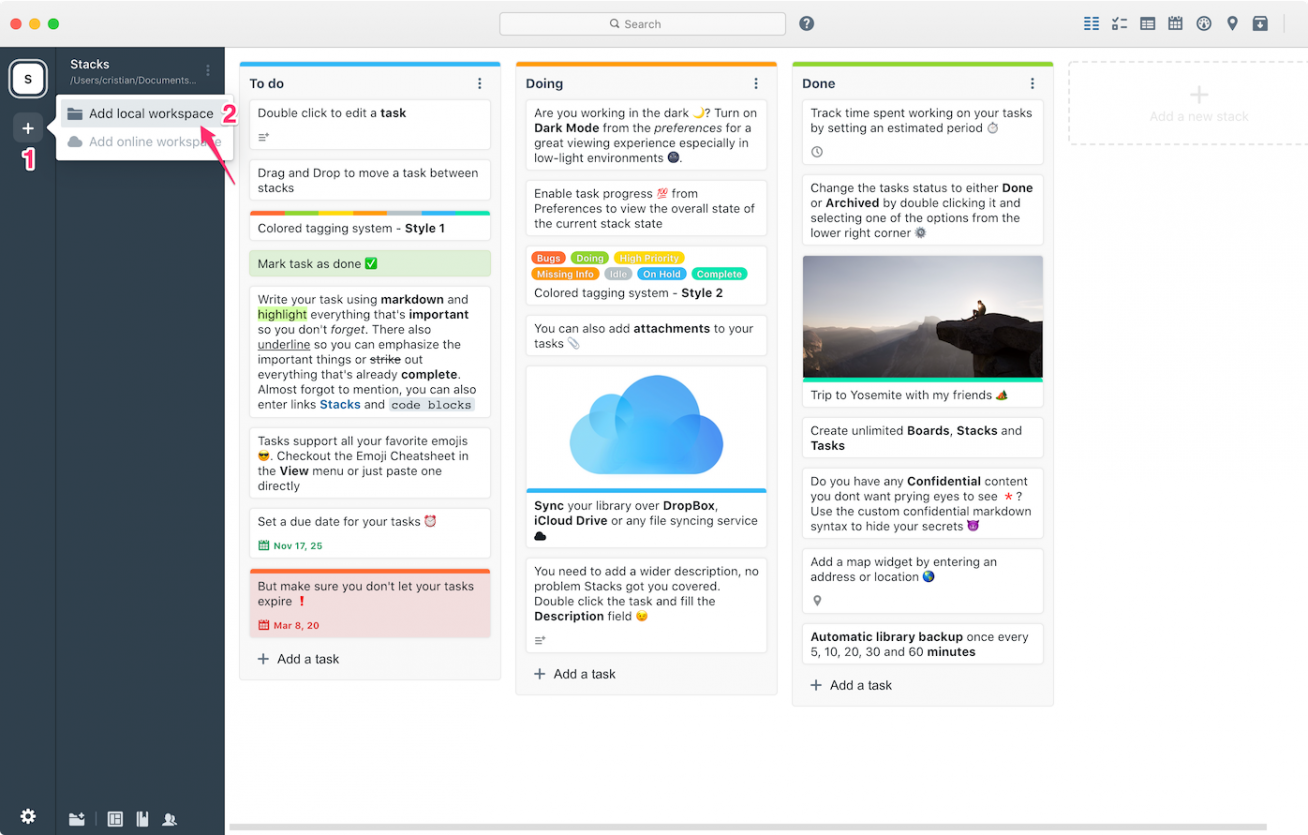 Search
?
S
Stacks
/Users/cristian/Documents...
Add local workspace
2
+
Add online workspace
1
To do
Double click to edit a task
Drag and Drop to move a task between
stacks
Colored tagging system - Style 1
Mark task as done ✅
Write your task using markdown and
highlight everything that's important
so you don't forget. There also
underline so you can emphasize the
important things or strike out
everything that's already complete.
Almost forgot to mention, you can also
enter links Stacks and code blocks
Tasks support all your favorite emojis
😎. Checkout the Emoji Cheatsheet in
the View menu or just paste one
directly
Set a due date for your tasks ⏰
Nov 17, 25
But make sure you don't let your tasks
expire ❗
Mar 8, 20
+ Add a task
Doing
Are you working in the dark 🌙? Turn on
Dark Mode from the preferences for a
great viewing experience especially in
low-light environments 🌚.
Enable task progress 💯 from
Preferences to view the overall state of
the current stack state
Bugs Doing High Priority
Missing Info Idle On Hold Complete
Colored tagging system - Style 2
You can also add attachments to your
tasks 📎
Sync your library over DropBox,
iCloud Drive or any file syncing service
You need to add a wider description, no
problem Stacks got you covered.
Double click the task and fill the
Description field 😉
+ Add a task
Done
Track time spent working on your tasks
by setting an estimated period ⏱
Change the tasks status to either Done
or Archived by double clicking it and
selecting one of the options from the
lower right corner ⚙
Trip to Yosemite with my friends 🏕
Create unlimited Boards, Stacks and
Tasks
Do you have any Confidential content
you dont want prying eyes to see * ?
Use the custom confidential markdown
syntax to hide your secrets 😈
Add a map widget by entering an
address or location 🌎
Automatic library backup once every
5, 10, 20, 30 and 60 minutes
+ Add a task
+
Add a new stack